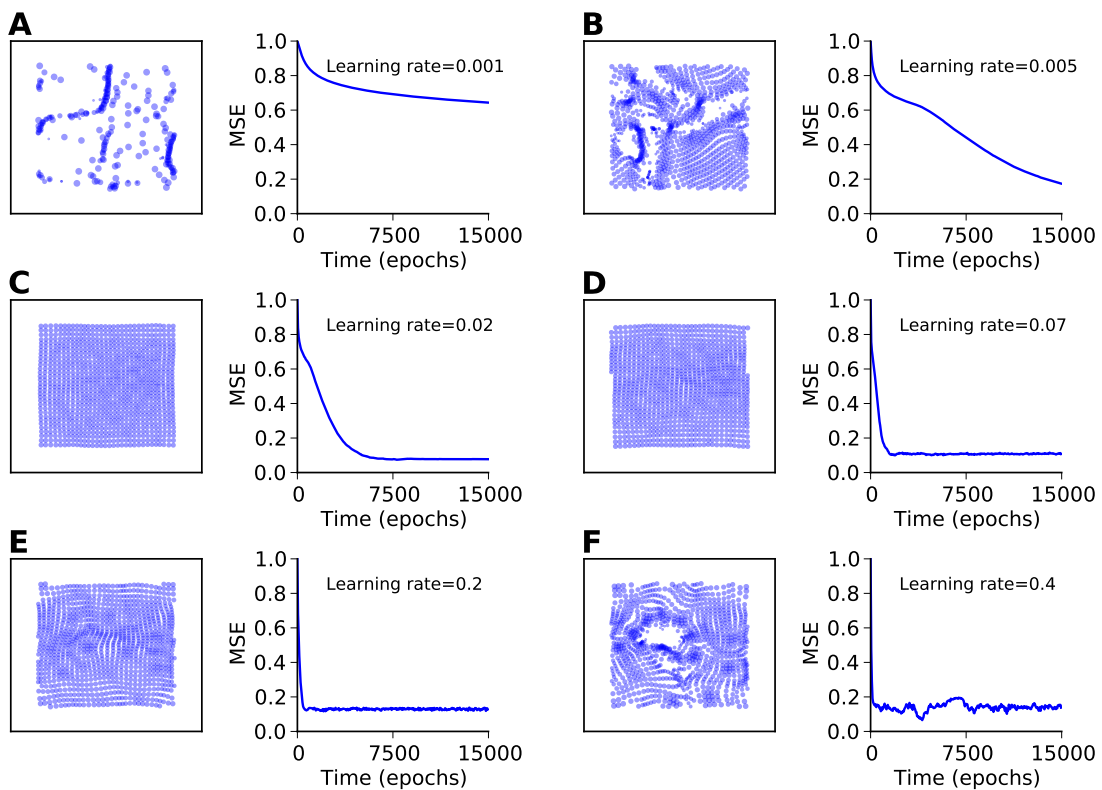 A
B
1.0
0.8
0.6
0.4
0.2
0.0
MSE
Learning rate=0.001
0
7500
15000
Time (epochs)
1.0
0.8
0.6
0.4
0.2
0.0
MSE
Learning rate=0.005
0
7500
15000
Time (epochs)
C
D
1.0
0.8
0.6
0.4
0.2
0.0
MSE
Learning rate=0.02
0
7500
15000
Time (epochs)
1.0
0.8
0.6
0.4
0.2
0.0
MSE
Learning rate=0.07
0
7500
15000
Time (epochs)
E
F
1.0
0.8
0.6
0.4
0.2
0.0
MSE
Learning rate=0.2
0
7500
15000
Time (epochs)
1.0
0.8
0.6
0.4
0.2
0.0
MSE
Learning rate=0.4
0
7500
15000
Time (epochs)